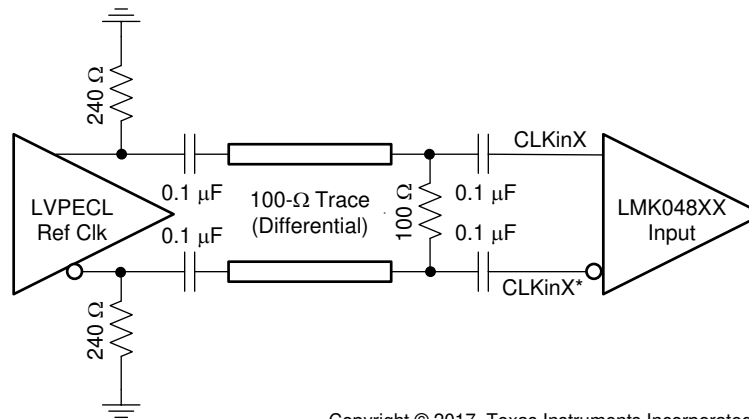 240 Ω
CLKinX
0.1 μF
0.1 μF
LVPECL
Ref Clk
100-Ω Trace
(Differential)
100 Ω
LMK048XX
Input
0.1 μF
0.1 μF
CLKinX*
240 Ω
Copyright © 2017, Texas Instruments Incorporated